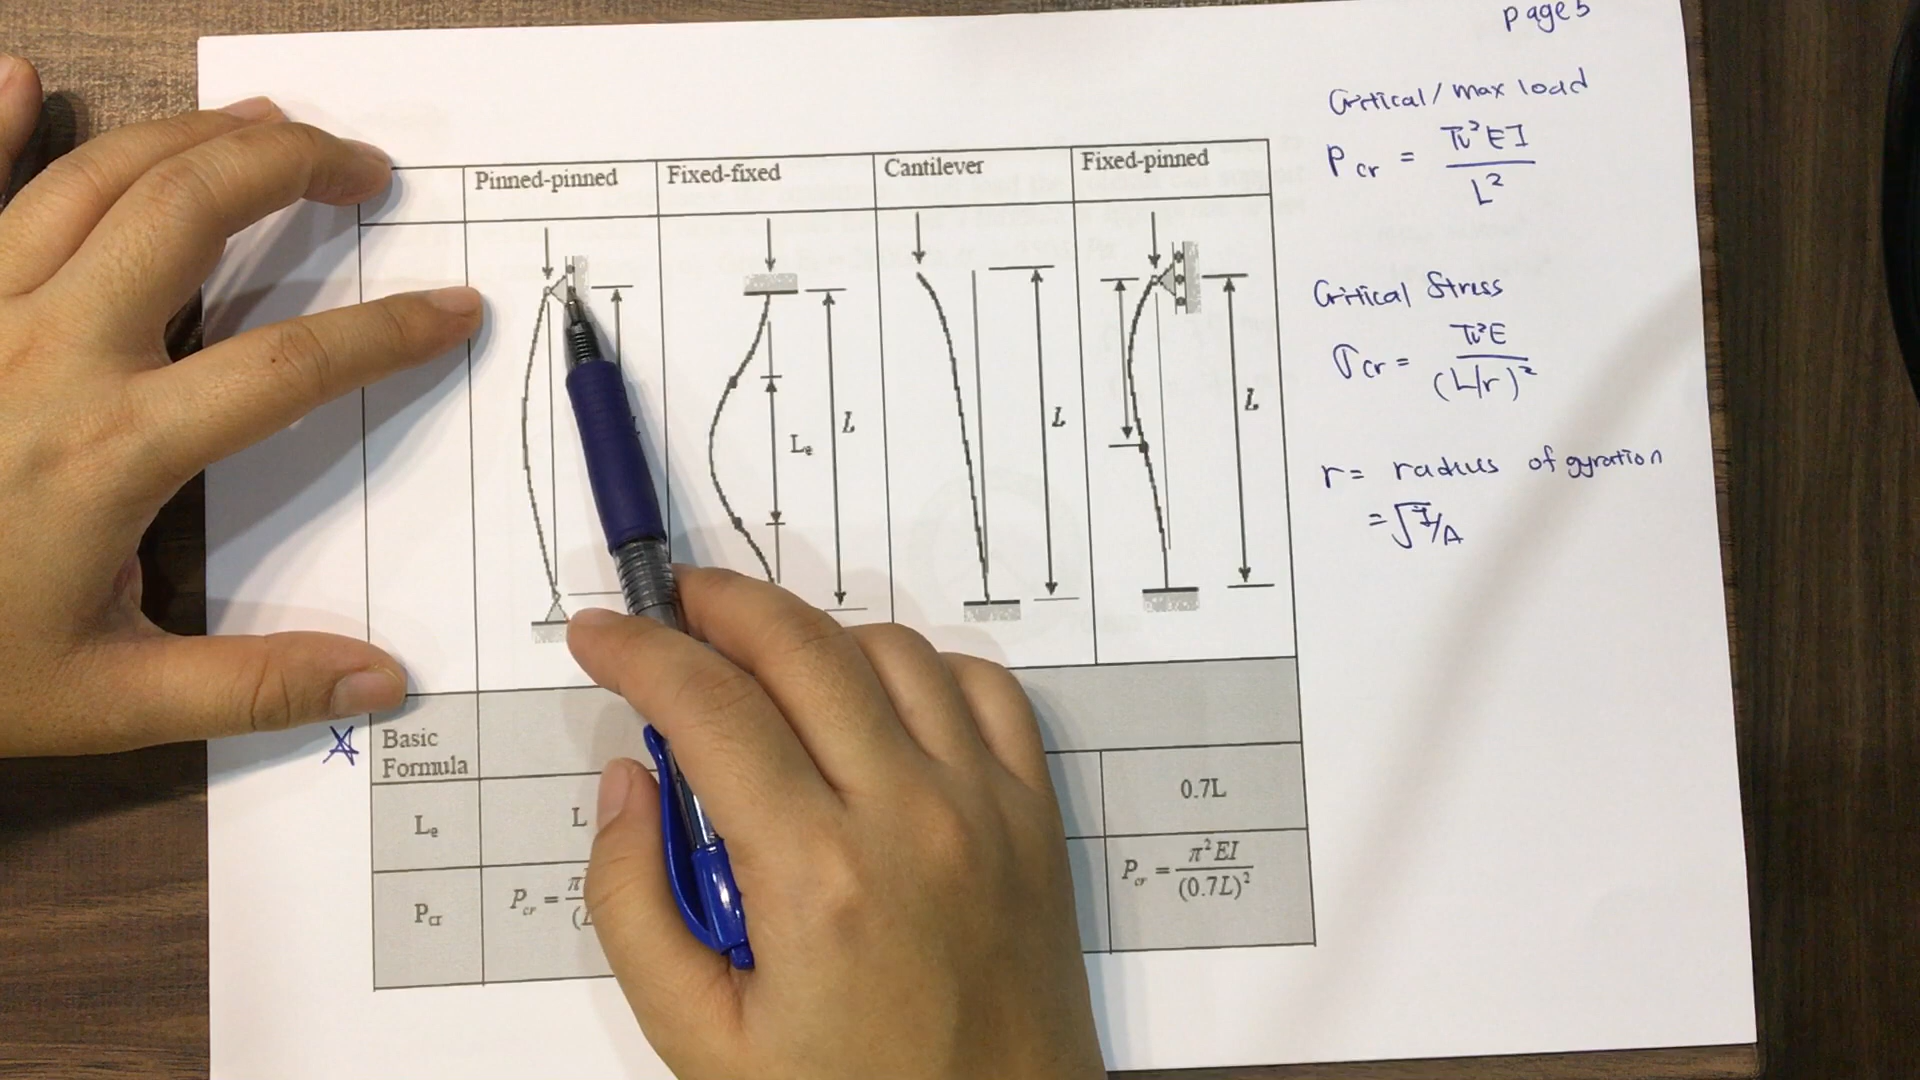 page 5
Critical / max load
P cr = π²EI / L²
Critical Stress
σcr = π²E / (L/r)²
r = radius of gyration
= √I/A
Pinned-pinned Fixed-fixed Cantilever Fixed-pinned
L L L
Lₑ
Basic
Formula
Lₑ L 0.7L
Pcr Pcr = π Pcr = π²EI / (0.7L)²